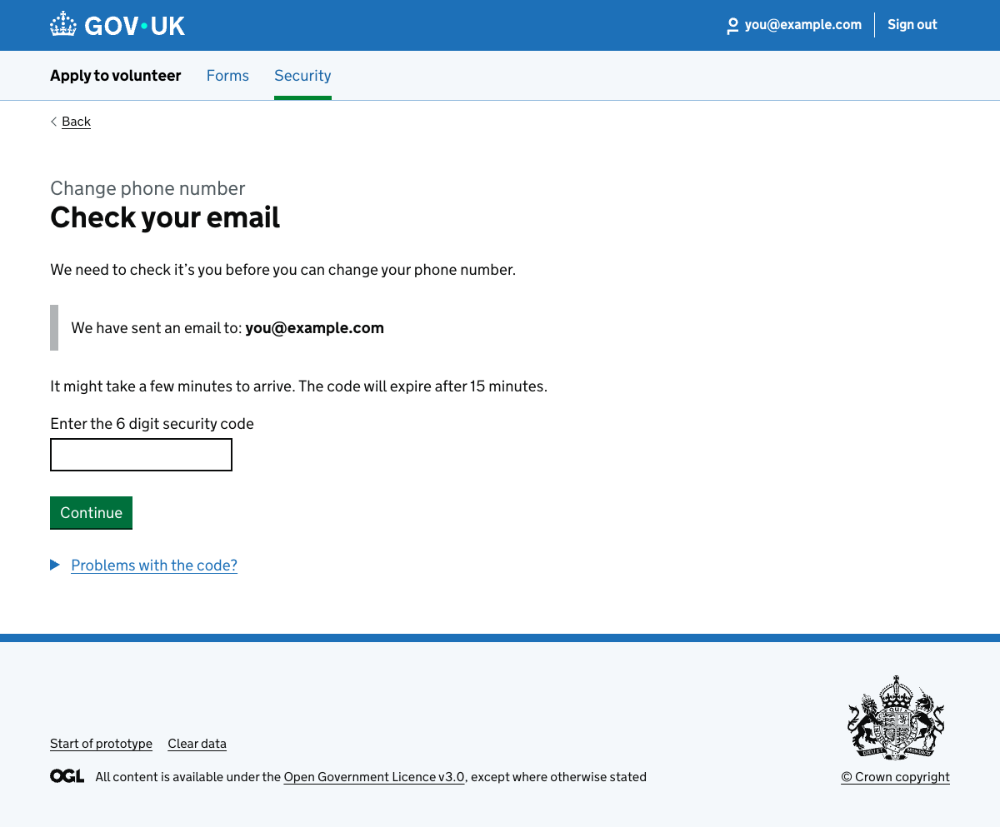 GOV·UK
you@example.com
Sign out
Apply to volunteer
Forms
Security
Back
Change phone number
Check your email
We need to check it’s you before you can change your phone number.
We have sent an email to: you@example.com
It might take a few minutes to arrive. The code will expire after 15 minutes.
Enter the 6 digit security code
Continue
Problems with the code?
Start of prototype
Clear data
OGL
All content is available under the Open Government Licence v3.0, except where otherwise stated
© Crown copyright